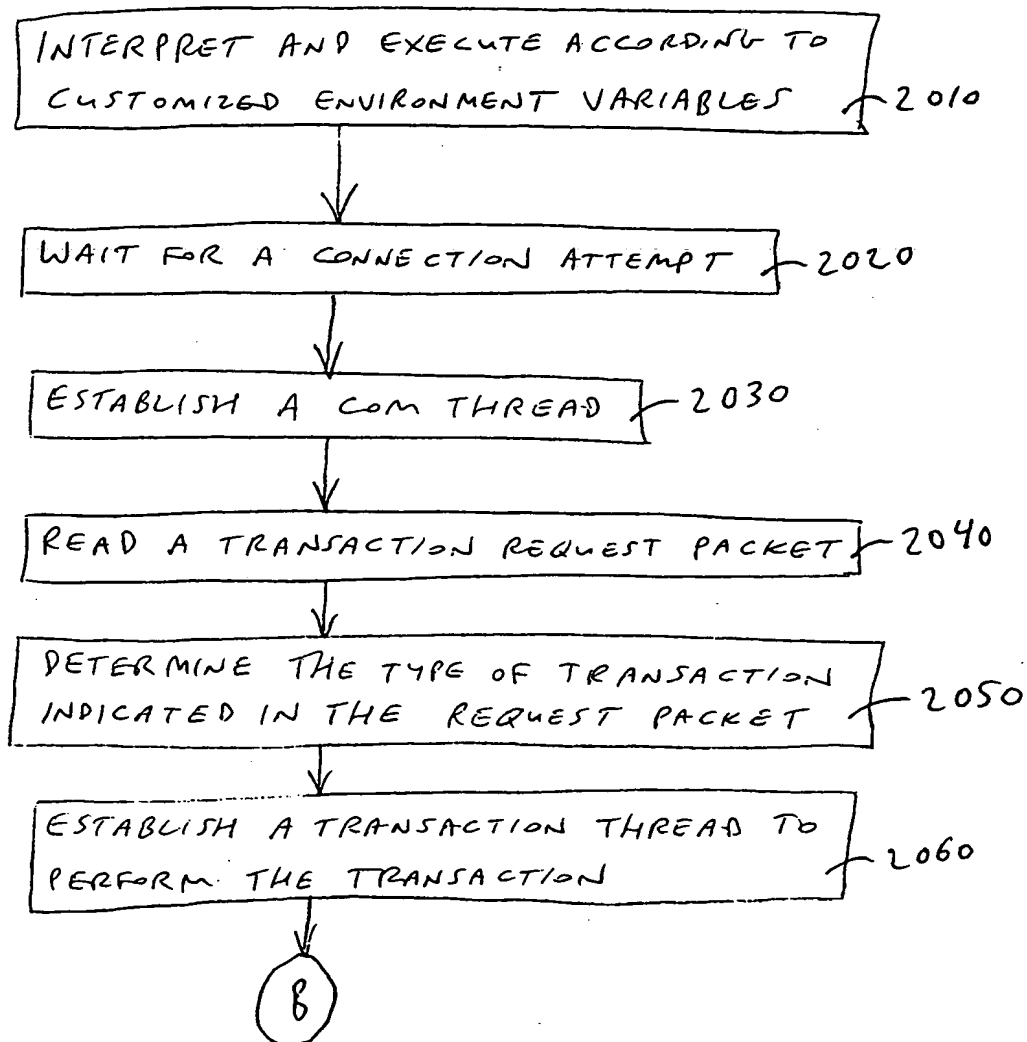 INTERPRET AND EXECUTE ACCORDING TO
CUSTOMIZED ENVIRONMENT VARIABLES
2010
WAIT FOR A CONNECTION ATTEMPT
2020
ESTABLISH A COM THREAD
2030
READ A TRANSACTION REQUEST PACKET
2040
DETERMINE THE TYPE OF TRANSACTION
INDICATED IN THE REQUEST PACKET
2050
ESTABLISH A TRANSACTION THREAD TO
PERFORM THE TRANSACTION
2060
B